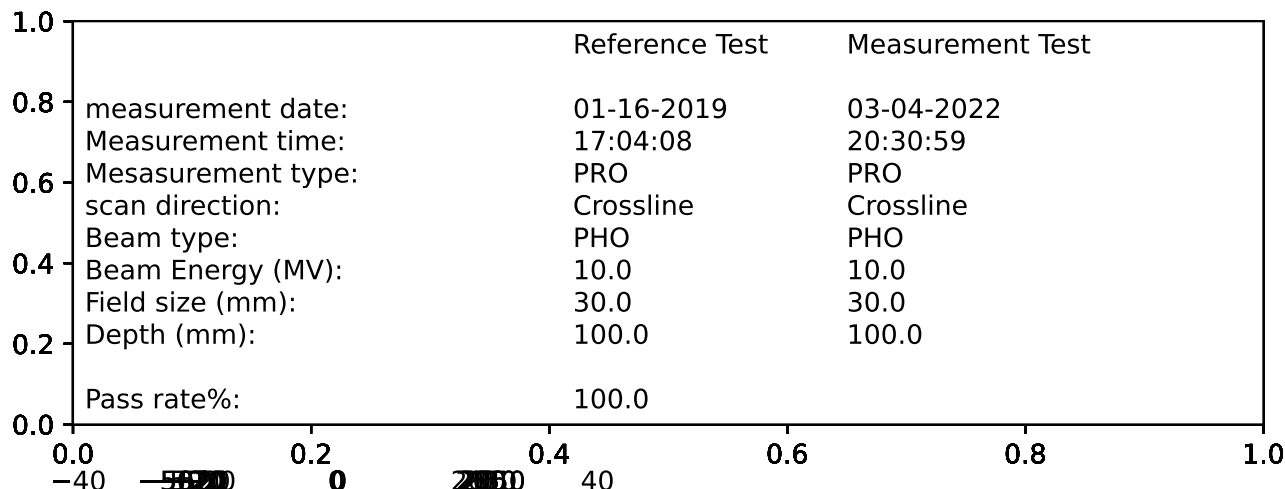 1.0
Reference Test Measurement Test
0.8 measurement date: 01-16-2019 03-04-2022
Measurement time: 17:04:08 20:30:59
0.6 Mesasurement type: PRO PRO
scan direction: Crossline Crossline
Beam type: PHO PHO
0.4 Beam Energy (MV): 10.0 10.0
Field size (mm): 30.0 30.0
0.2 Depth (mm): 100.0 100.0
Pass rate%: 100.0
0.0
0.0 0.2 0.4 0.6 0.8 1.0
−40 0 40